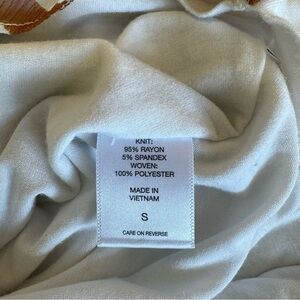 KNIT:
95% RAYON
5% SPANDEX
WOVEN:
100% POLYESTER
MADE IN
VIETNAM
S
CARE ON REVERSE